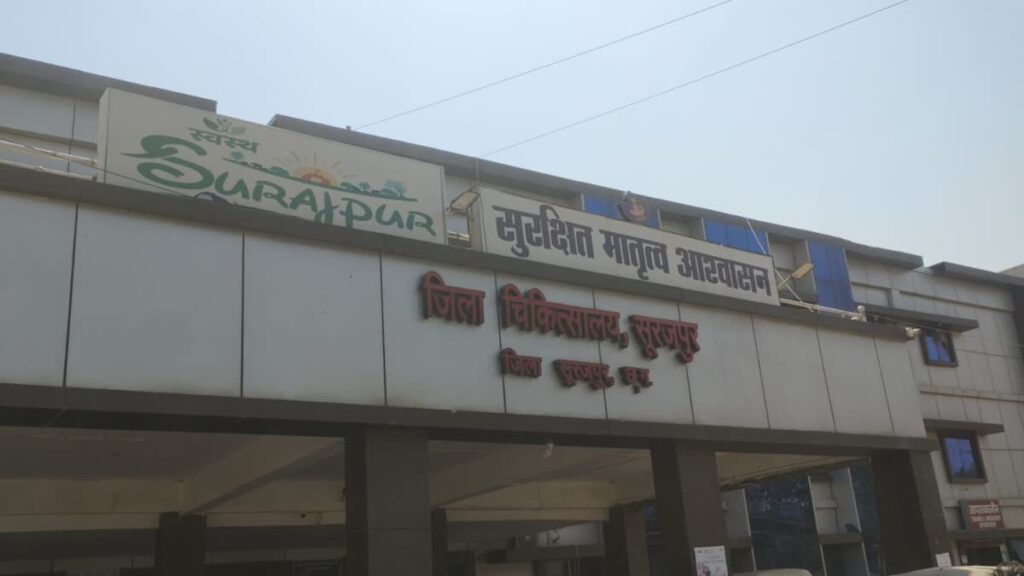 स्वस्थ
SURAJPUR
सुरक्षित मातृत्व आश्वासन
जिला चिकित्सालय, सूरजपुर
जिला सूरजपुर, छ.ग.